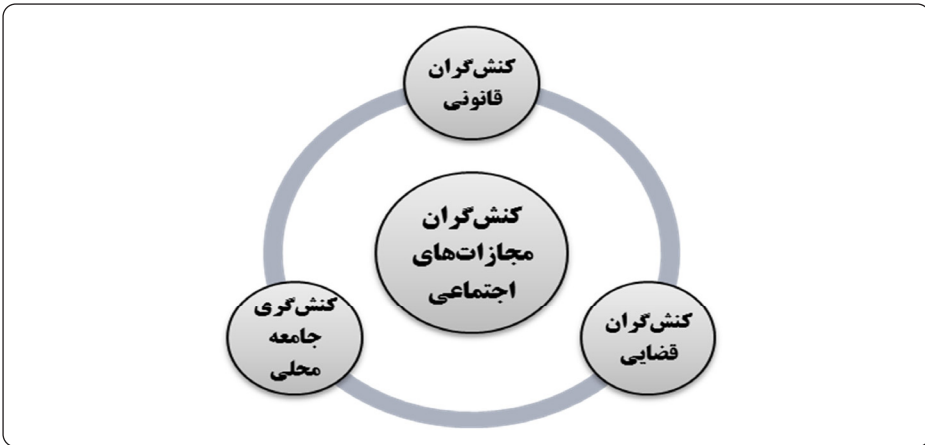 کنش‌گران
قانونی
کنش‌گران
مجازات‌های
اجتماعی
کنش‌گران
قضایی
کنش‌گری
جامعه
محلی